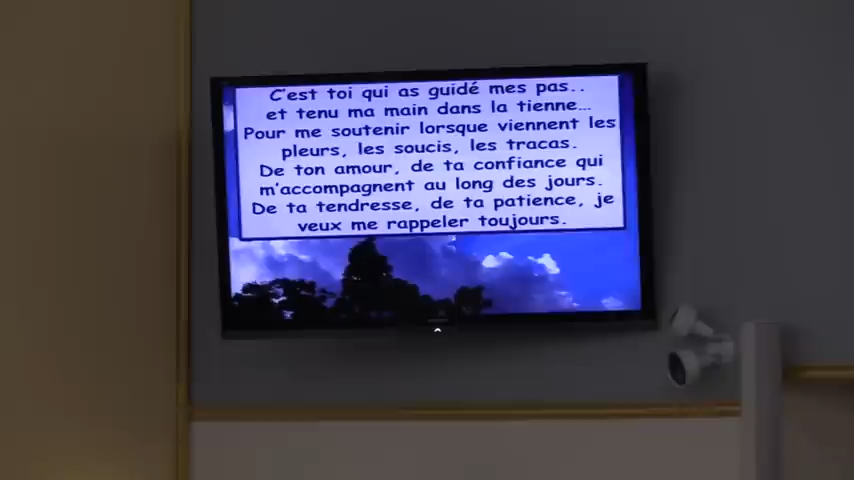 C'est toi qui as guidé mes pas..
et tenu ma main dans la tienne...
Pour me soutenir lorsque viennent les
pleurs, les soucis, les tracas.
De ton amour, de ta confiance qui
m'accompagnent au long des jours.
De ta tendresse, de ta patience, je
veux me rappeler toujours.